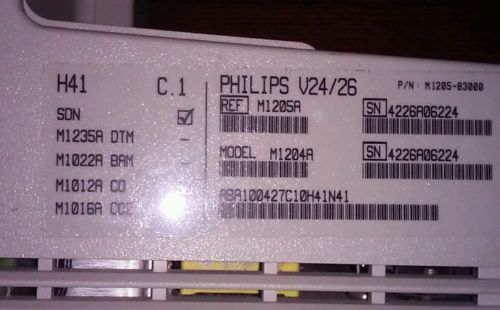 H41 C.1
SDN ☑
M1235A DTM -
M1022A BAM -
M1012A CO
M1016A
PHILIPS V24/26
P/N: M1205-83000
REF M1205A
SN 4226A06224
MODEL M1204A
SN 4226A06224
ABA100427C10H41N41